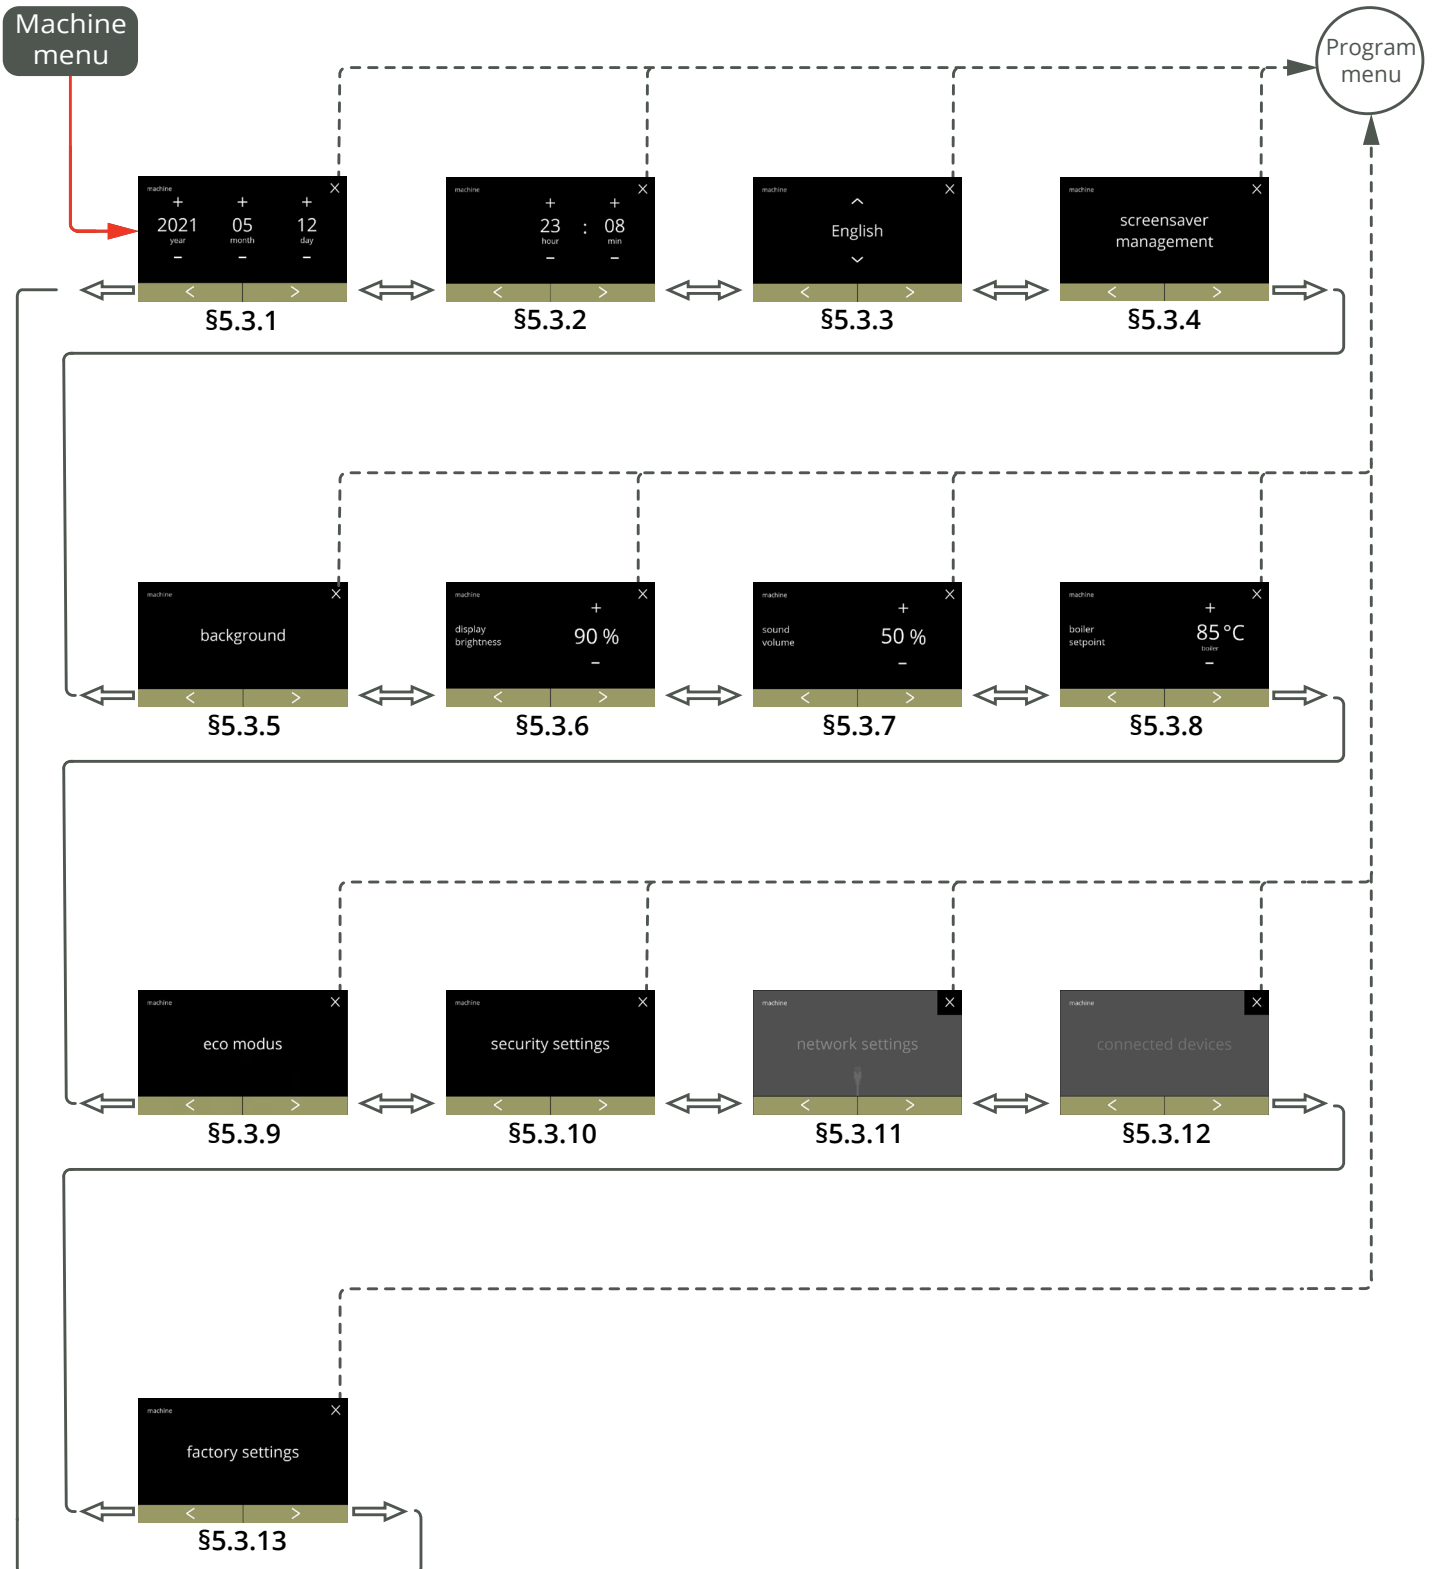 Machine
menu
Program
menu
machine
X
+ + +
2021 05 12
year month day
– – –
< >
§5.3.1
machine
X
+ +
23 : 08
hour min
– –
< >
§5.3.2
machine
X
English
< >
§5.3.3
machine
X
screensaver
management
< >
§5.3.4
machine
X
background
< >
§5.3.5
machine
X
+
display
brightness
90 %
–
< >
§5.3.6
machine
X
+
sound
volume
50 %
–
< >
§5.3.7
machine
X
+
boiler
setpoint
85 °C
boiler
–
< >
§5.3.8
machine
X
eco modus
< >
§5.3.9
machine
X
security settings
< >
§5.3.10
machine
X
network settings
< >
§5.3.11
machine
X
connected devices
< >
§5.3.12
machine
X
factory settings
< >
§5.3.13